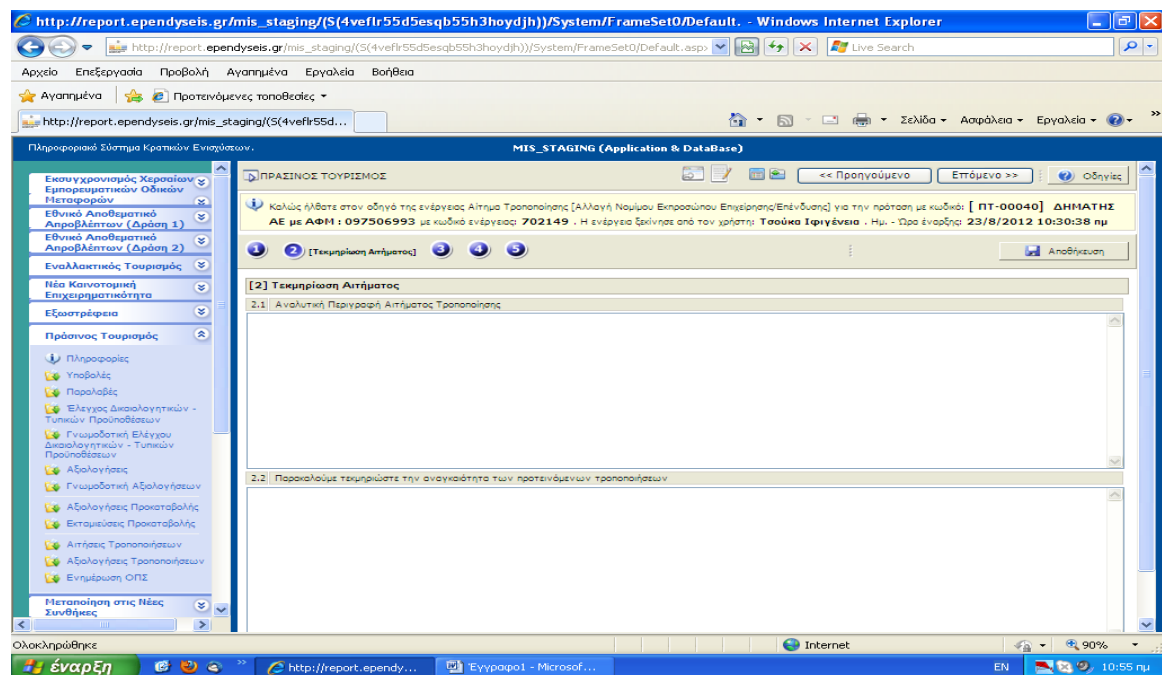 http://report.ependyseis.gr/mis_staging/(S(4veflr55d5esqb55h3hoydjh))/System/FrameSet0/Default. - Windows Internet Explorer
http://report.ependyseis.gr/mis_staging/(S(4veflr55d5esqb55h3hoydjh))/System/FrameSet0/Default.asp
Live Search
Αρχείο Επεξεργασία Προβολή Αγαπημένα Εργαλεία Βοήθεια
Αγαπημένα Προτεινόμενες τοποθεσίες
http://report.ependyseis.gr/mis_staging/(S(4veflr55d...
Σελίδα Ασφάλεια Εργαλεία
Πληροφοριακό Σύστημα Κρατικών Ενισχύσεων.
MIS_STAGING (Application & DataBase)
Εκσυγχρονισμός Χερσαίων
Εμπορευματικών Οδικών
Μεταφορών
Εθνικό Αποθεματικό
Απροβλέπτων (Δράση 1)
Εθνικό Αποθεματικό
Απροβλέπτων (Δράση 2)
Εναλλακτικός Τουρισμός
Νέα Καινοτομική
Επιχειρηματικότητα
Εξωστρέφεια
Πράσινος Τουρισμός
Πληροφορίες
Υποβολές
Παραλαβές
Έλεγχος Δικαιολογητικών -
Τυπικών Προϋποθέσεων
Γνωμοδοτική Ελέγχου
Δικαιολογητικών - Τυπικών
Προϋποθέσεων
Αξιολογήσεις
Γνωμοδοτική Αξιολογήσεων
Αξιολογήσεις Προκαταβολής
Εκταμιεύσεις Προκαταβολής
Αιτήσεις Τροποποιήσεων
Αξιολογήσεις Τροποποιήσεων
Ενημέρωση ΟΠΣ
Μεταποίηση στις Νέες
Συνθήκες
ΠΡΑΣΙΝΟΣ ΤΟΥΡΙΣΜΟΣ
<< Προηγούμενο Επόμενο >> Οδηγίες
Καλώς ήλθατε στον οδηγό της ενέργειας Αίτημα Τροποποίησης [Αλλαγή Νομίμου Εκπροσώπου Επιχείρησης/Επένδυσης] για την πρόταση με κωδικό: [ ΠΤ-00040] ΔΗΜΑΤΗΣ
ΑΕ με ΑΦΜ : 097506993 με κωδικό ενέργειας: 702149 . Η ενέργεια ξεκίνησε από τον χρήστη: Τσούκα Ιφιγένεια . Ημ. - Ώρα έναρξης: 23/8/2012 10:30:38 πμ
1 2 [Τεκμηρίωση Αιτήματος] 3 4 5
Αποθήκευση
[2] Τεκμηρίωση Αιτήματος
2.1 Αναλυτική Περιγραφή Αιτήματος Τροποποίησης
2.2 Παρακαλούμε τεκμηριώστε την αναγκαιότητα των προτεινόμενων τροποποιήσεων
Ολοκληρώθηκε
Internet
90%
έναρξη
http://report.ependy...
Έγγραφο1 - Microsof...
EN
10:55 πμ